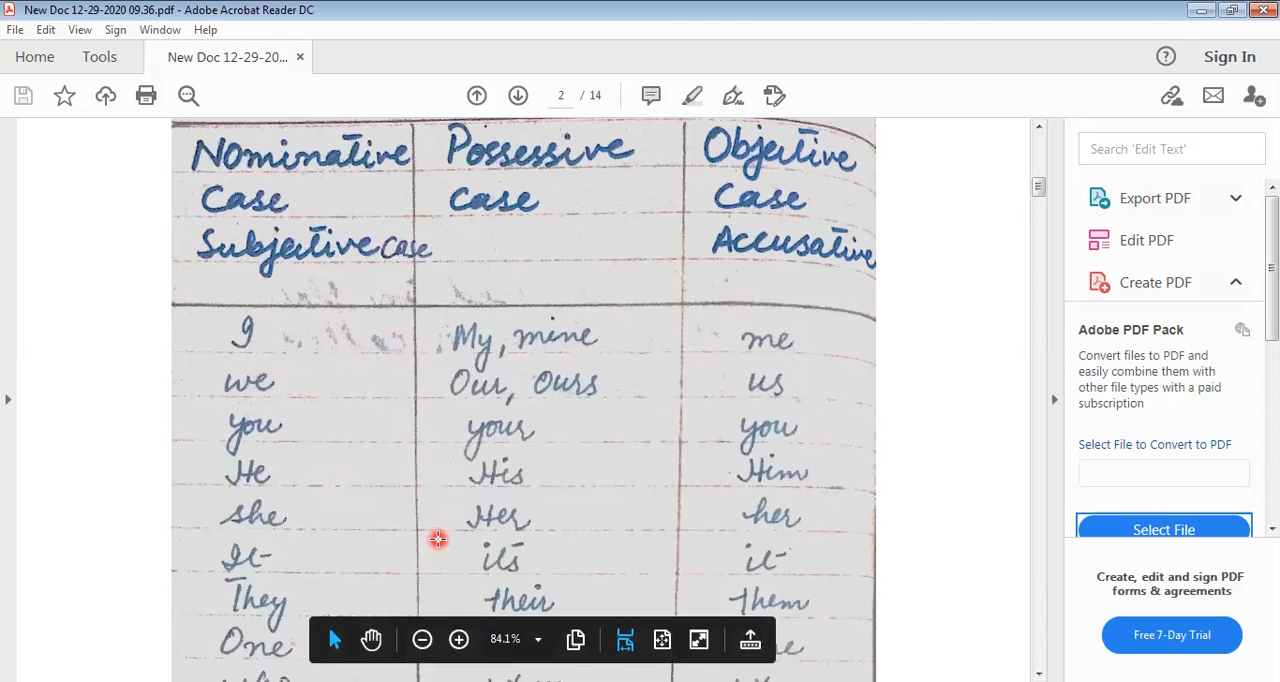 New Doc 12-29-2020 09.36.pdf - Adobe Acrobat Reader DC
File Edit View Sign Window Help
Home Tools New Doc 12-29-20... × Sign In
2 / 14
Search 'Edit Text'
Export PDF
Edit PDF
Create PDF
Adobe PDF Pack
Convert files to PDF and
easily combine them with
other file types with a paid
subscription
Select File to Convert to PDF
Select File
Create, edit and sign PDF
forms & agreements
Free 7-Day Trial
Nominative Possessive Objective
Case Case Case
Subjective Case Accusative
I My, mine me
we Our, Ours us
you your you
He His Him
she Her her
It its it
They their them
One
84.1%